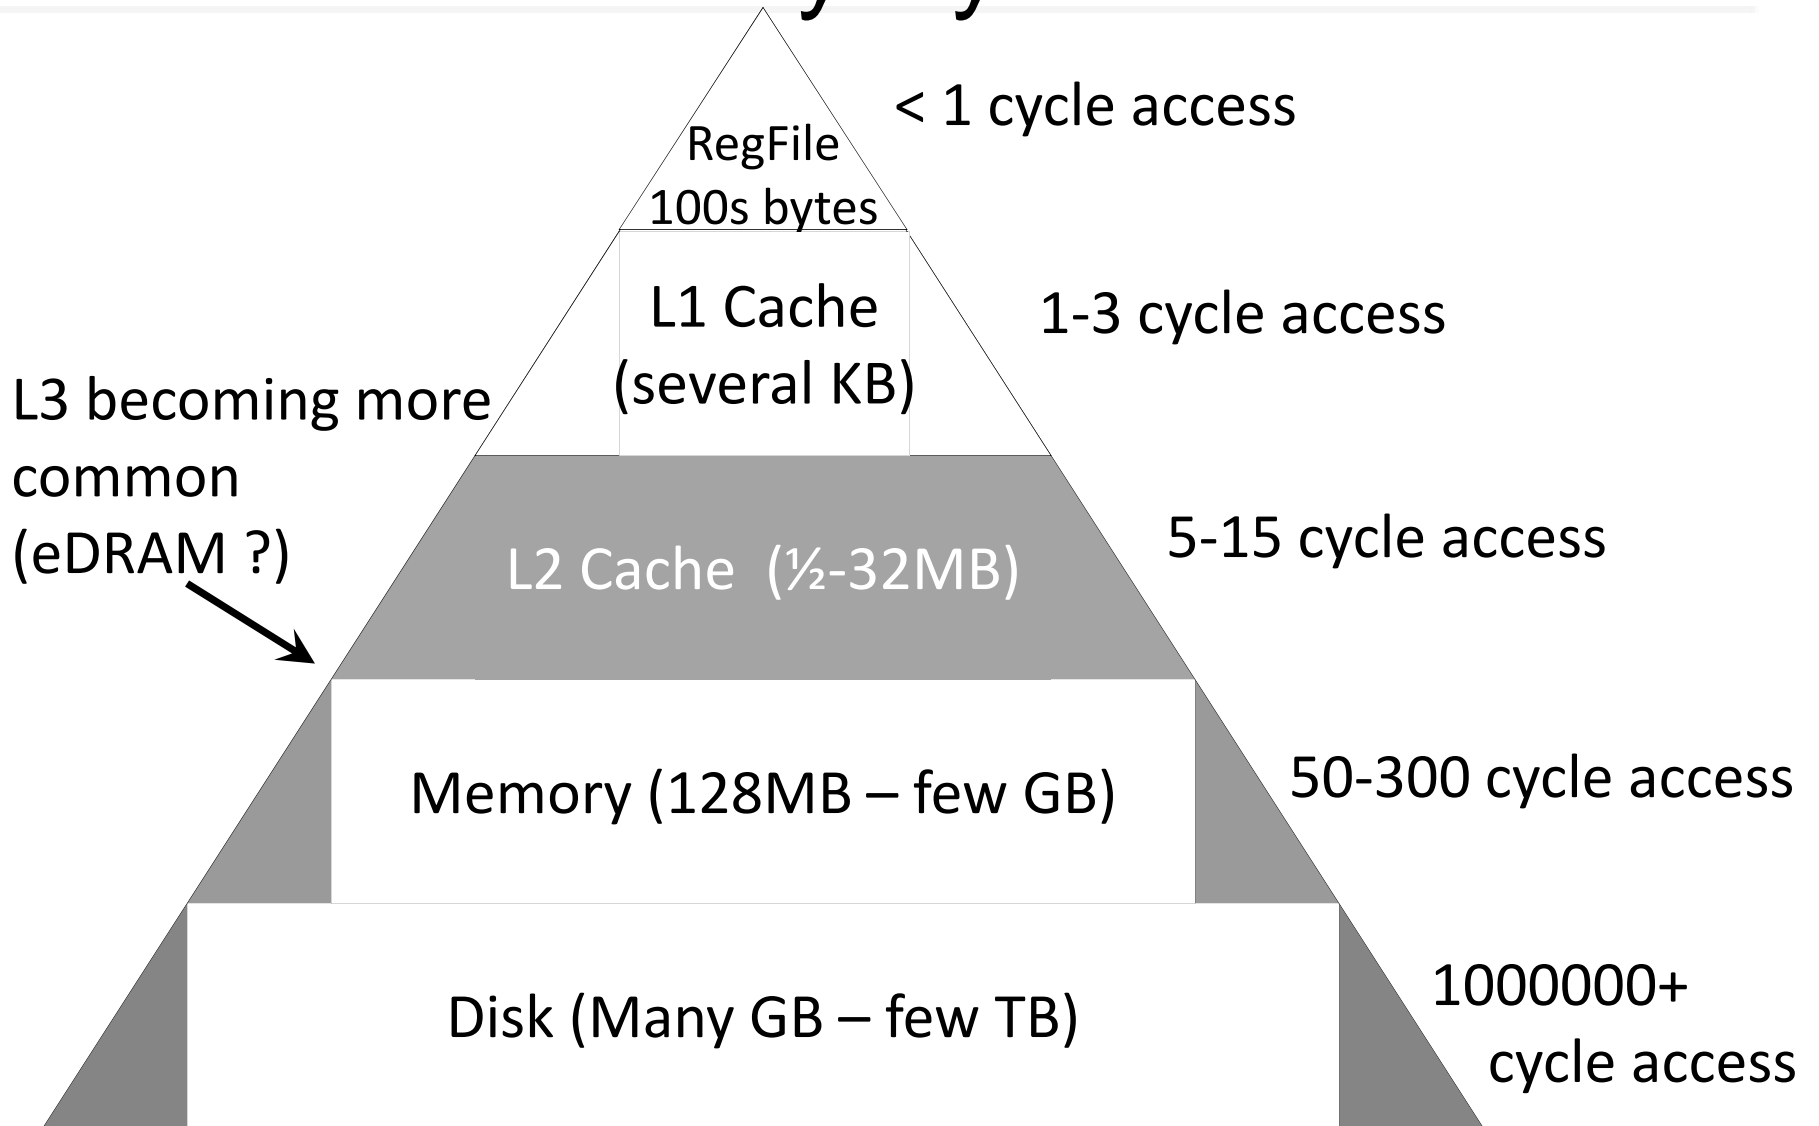 < 1 cycle access
RegFile
100s bytes
L1 Cache
(several KB)
1-3 cycle access
L3 becoming more
common
(eDRAM ?)
L2 Cache (½-32MB)
5-15 cycle access
Memory (128MB – few GB)
50-300 cycle access
Disk (Many GB – few TB)
1000000+
cycle access